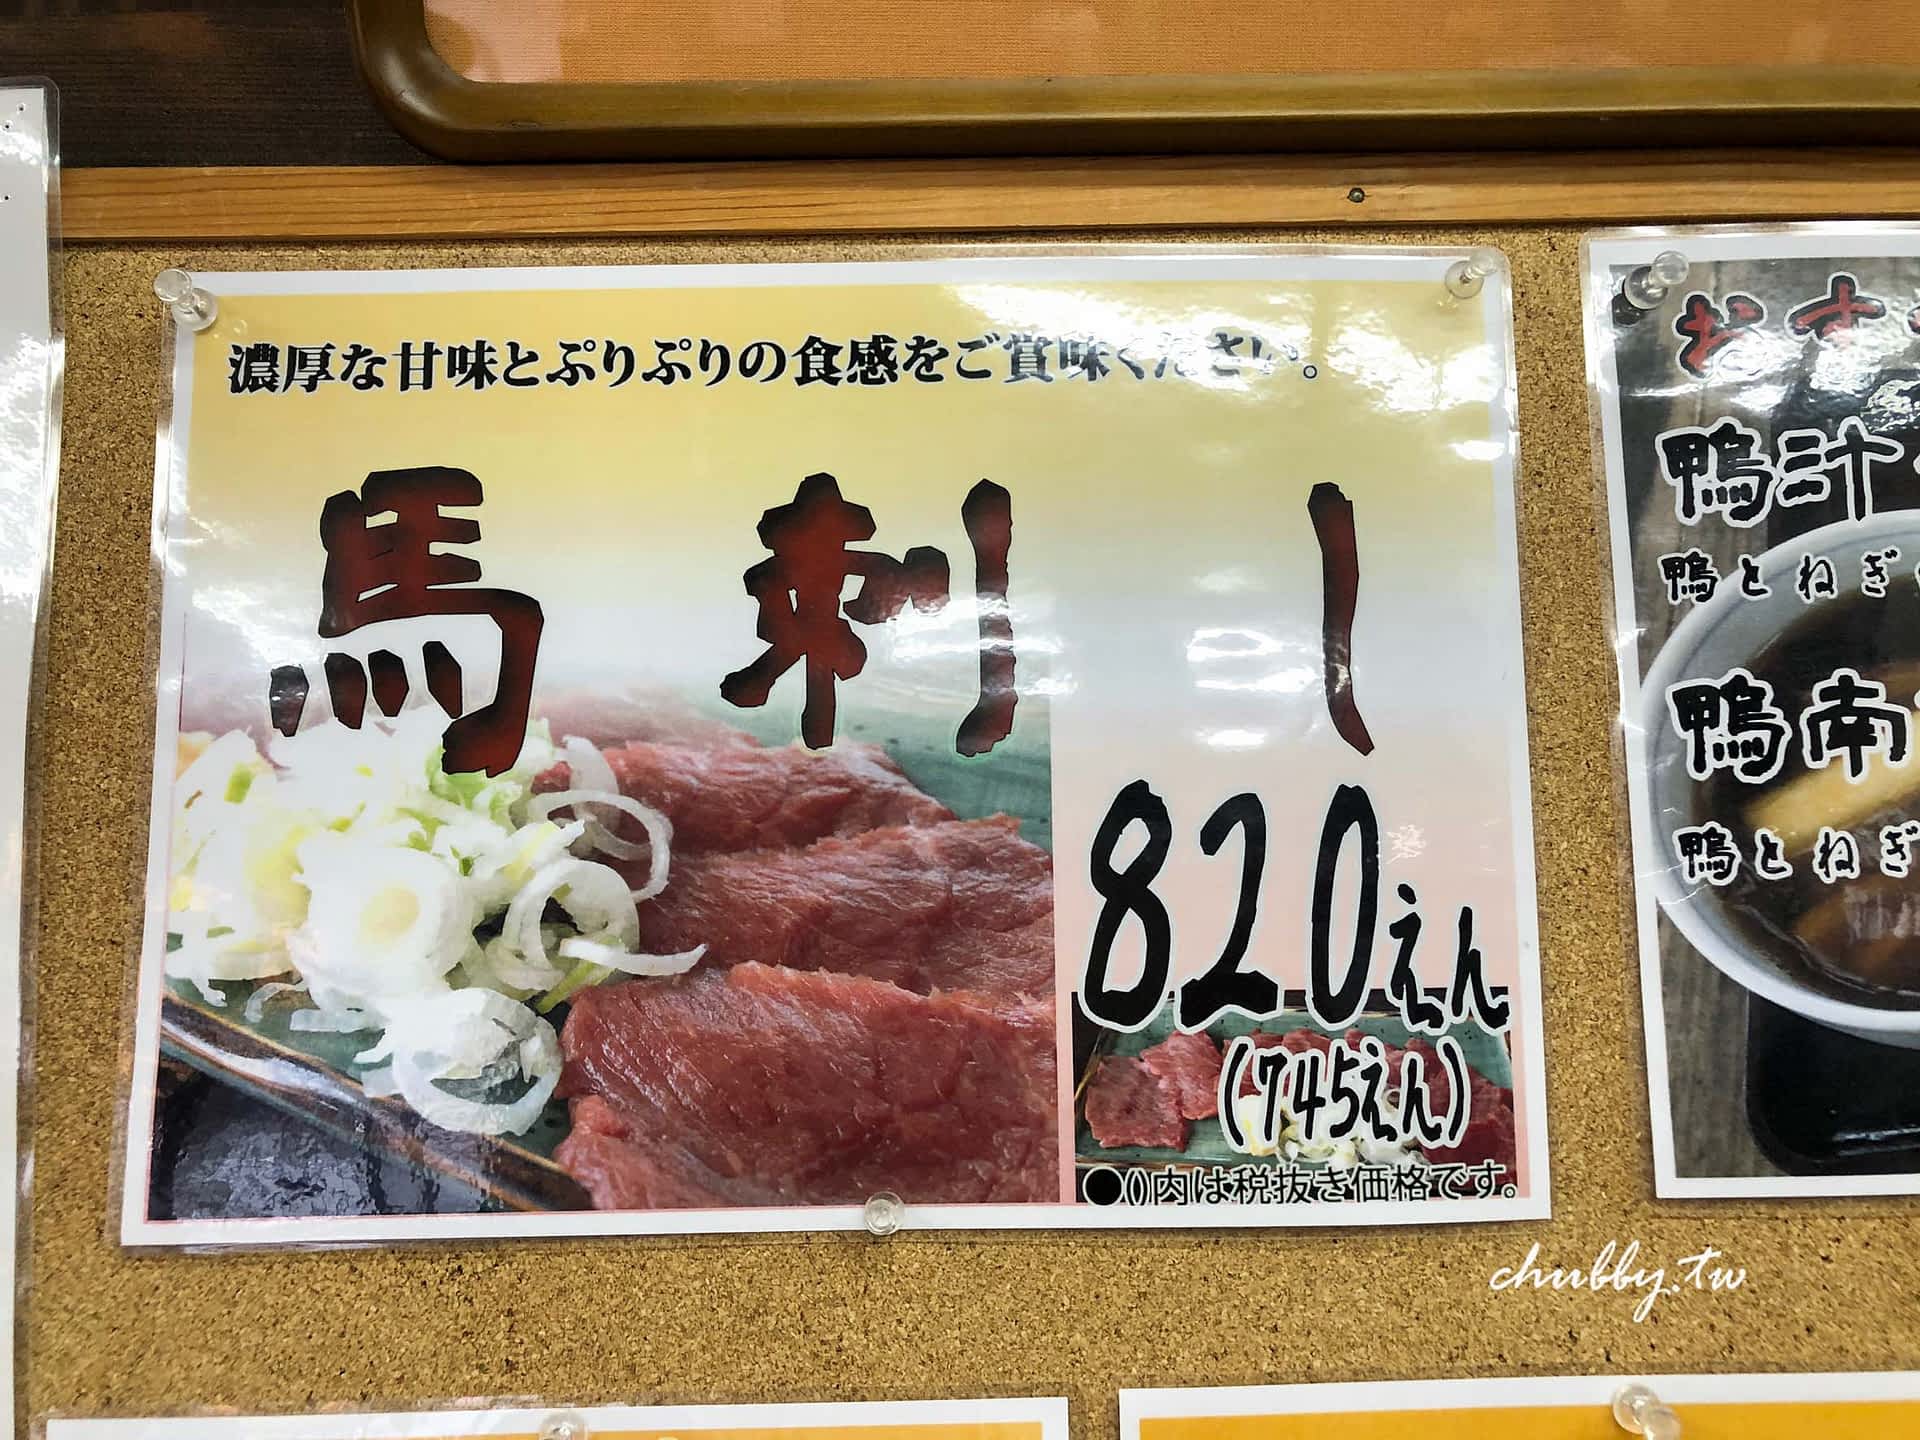 濃厚な甘味とぷりぷりの食感をご賞味ください。
馬刺し
820えん
(745えん)
●()内は税抜き価格です。
おす
鴨汁
鴨とねぎ
鴨南
鴨とねぎ
chubby.tw